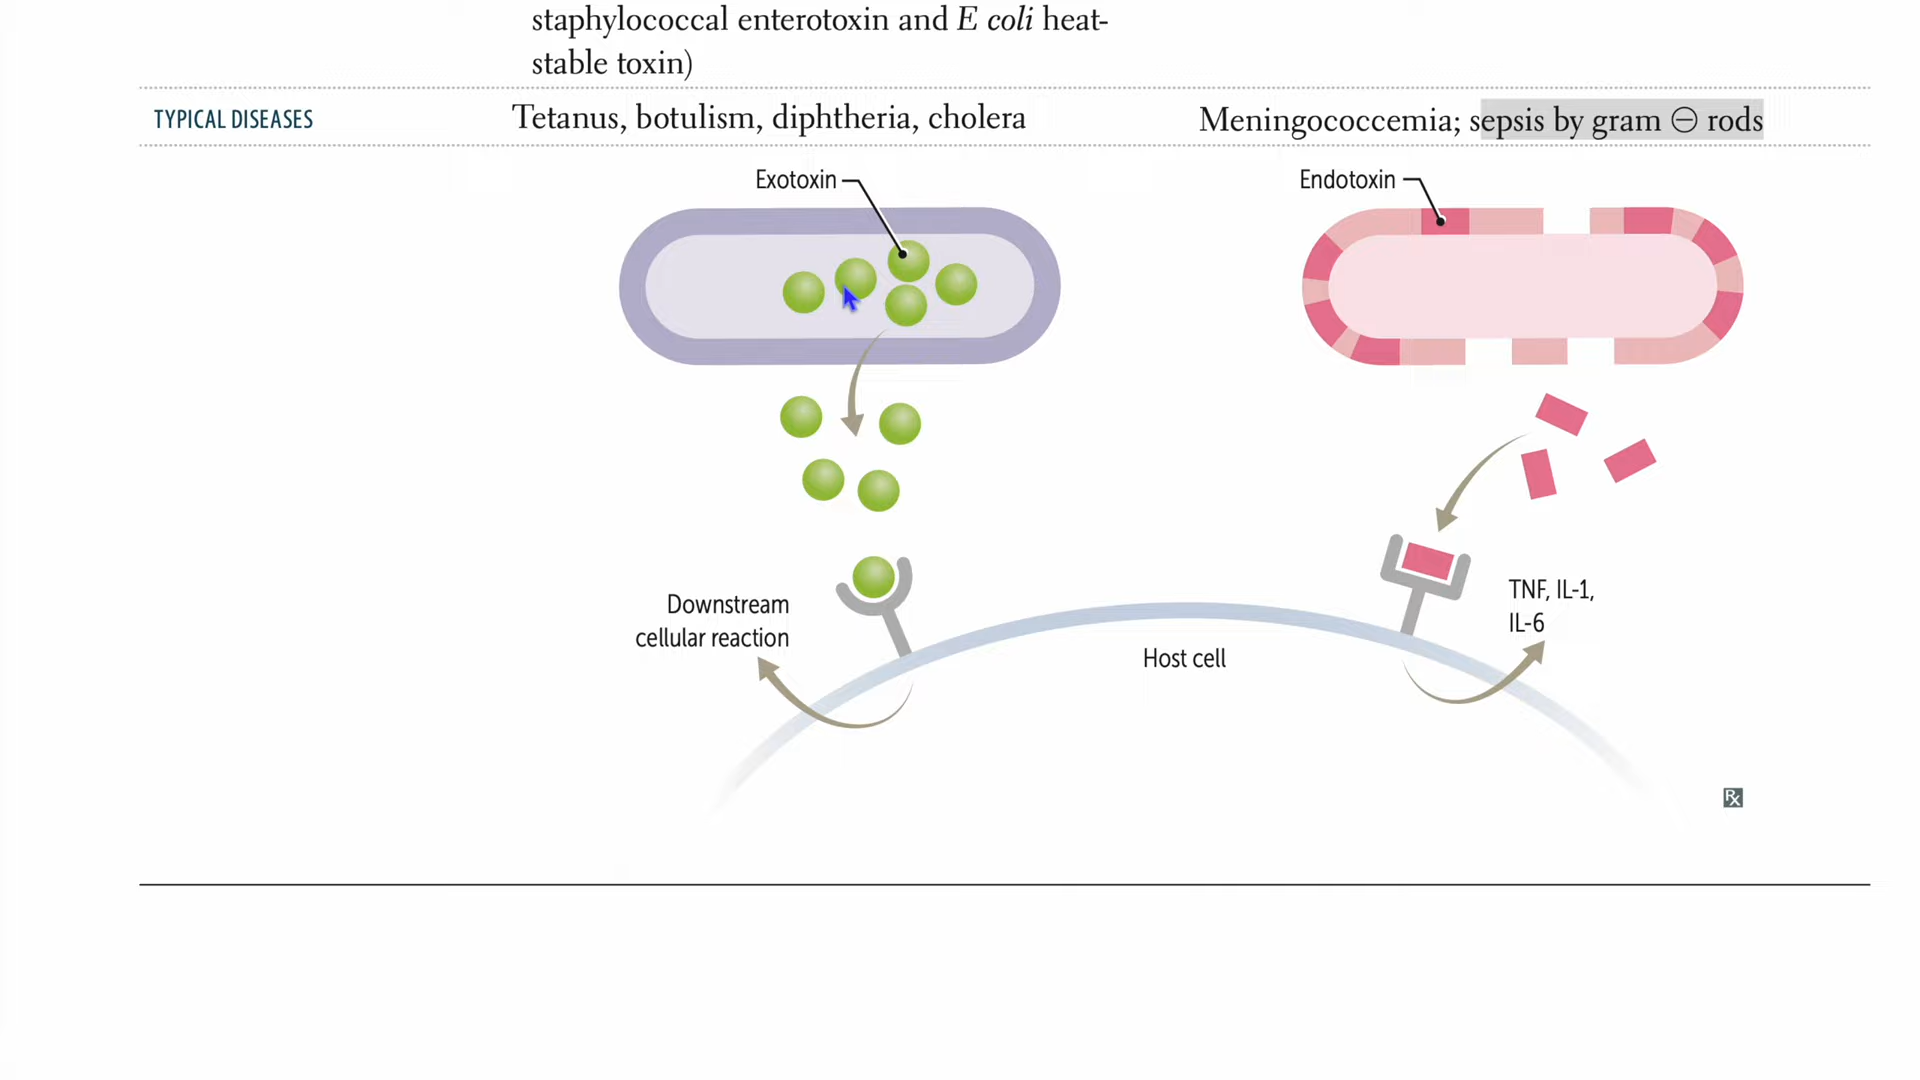 staphylococcal enterotoxin and E coli heat-
stable toxin)
TYPICAL DISEASES
Tetanus, botulism, diphtheria, cholera
Meningococcemia; sepsis by gram ⊖ rods
Exotoxin
Endotoxin
Downstream
cellular reaction
Host cell
TNF, IL-1,
IL-6
Rx